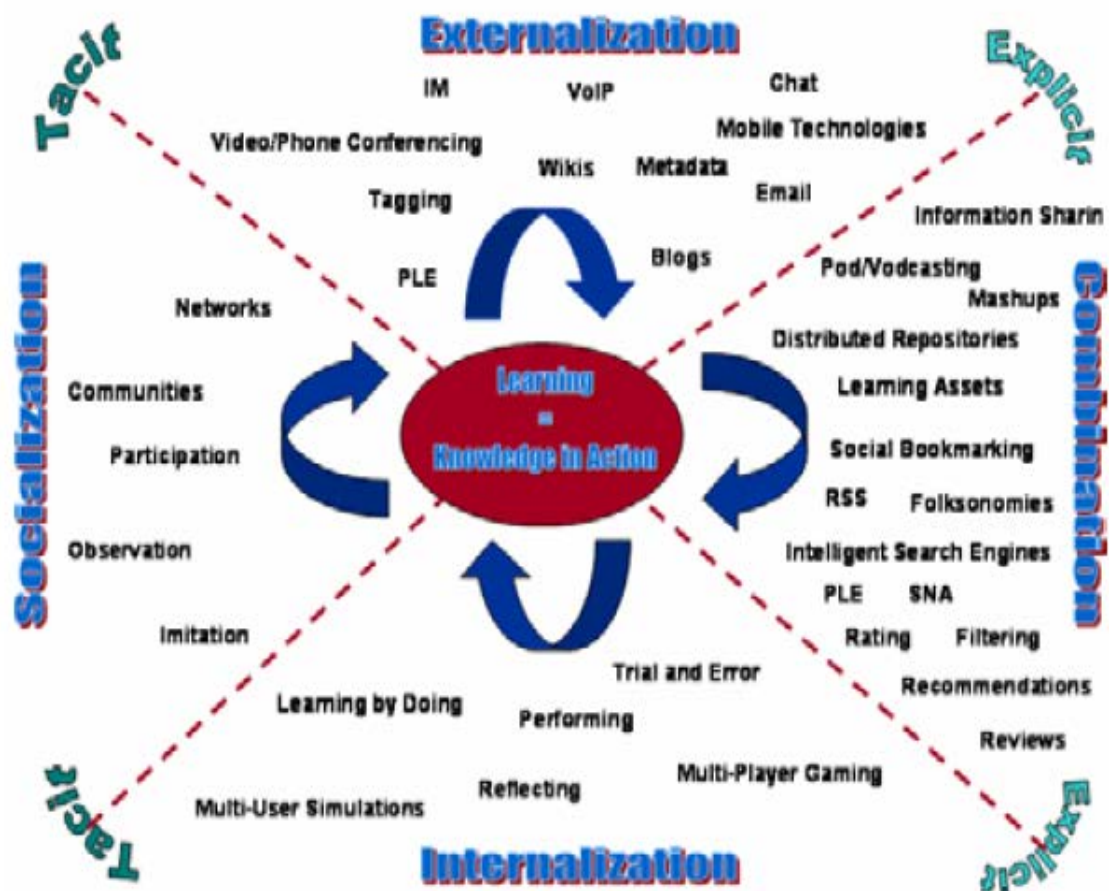 Externalization
Tacit
Explicit
IM
VoIP
Chat
Video/Phone Conferencing
Mobile Technologies
Wikis
Metadata
Tagging
Email
Blogs
PLE
Socialization
Networks
Communities
Participation
Observation
Imitation
Learning
=
Knowledge in Action
Combination
Information Sharin
Pod/Vodcasting
Mashups
Distributed Repositories
Learning Assets
Social Bookmarking
RSS
Folksonomies
Intelligent Search Engines
PLE
SNA
Rating
Filtering
Recommendations
Reviews
Trial and Error
Learning by Doing
Performing
Multi-Player Gaming
Reflecting
Multi-User Simulations
Tacit
Explicit
Internalization